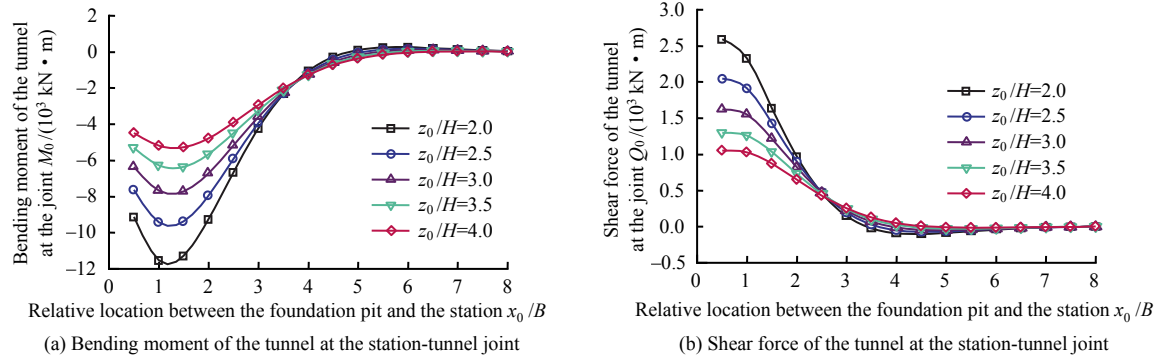 Bending moment of the tunnel
at the joint M₀/(10³ kN • m)
2
0
−2
−4
−6
−8
−10
−12
z₀/H=2.0
z₀/H=2.5
z₀/H=3.0
z₀/H=3.5
z₀/H=4.0
0 1 2 3 4 5 6 7 8
Relative location between the foundation pit and the station x₀/B
(a) Bending moment of the tunnel at the station-tunnel joint
Shear force of the tunnel
at the joint Q₀/(10³ kN • m)
3.0
2.5
2.0
1.5
1.0
0.5
0.0
−0.5
z₀/H=2.0
z₀/H=2.5
z₀/H=3.0
z₀/H=3.5
z₀/H=4.0
0 1 2 3 4 5 6 7 8
Relative location between the foundation pit and the station x₀/B
(b) Shear force of the tunnel at the station-tunnel joint